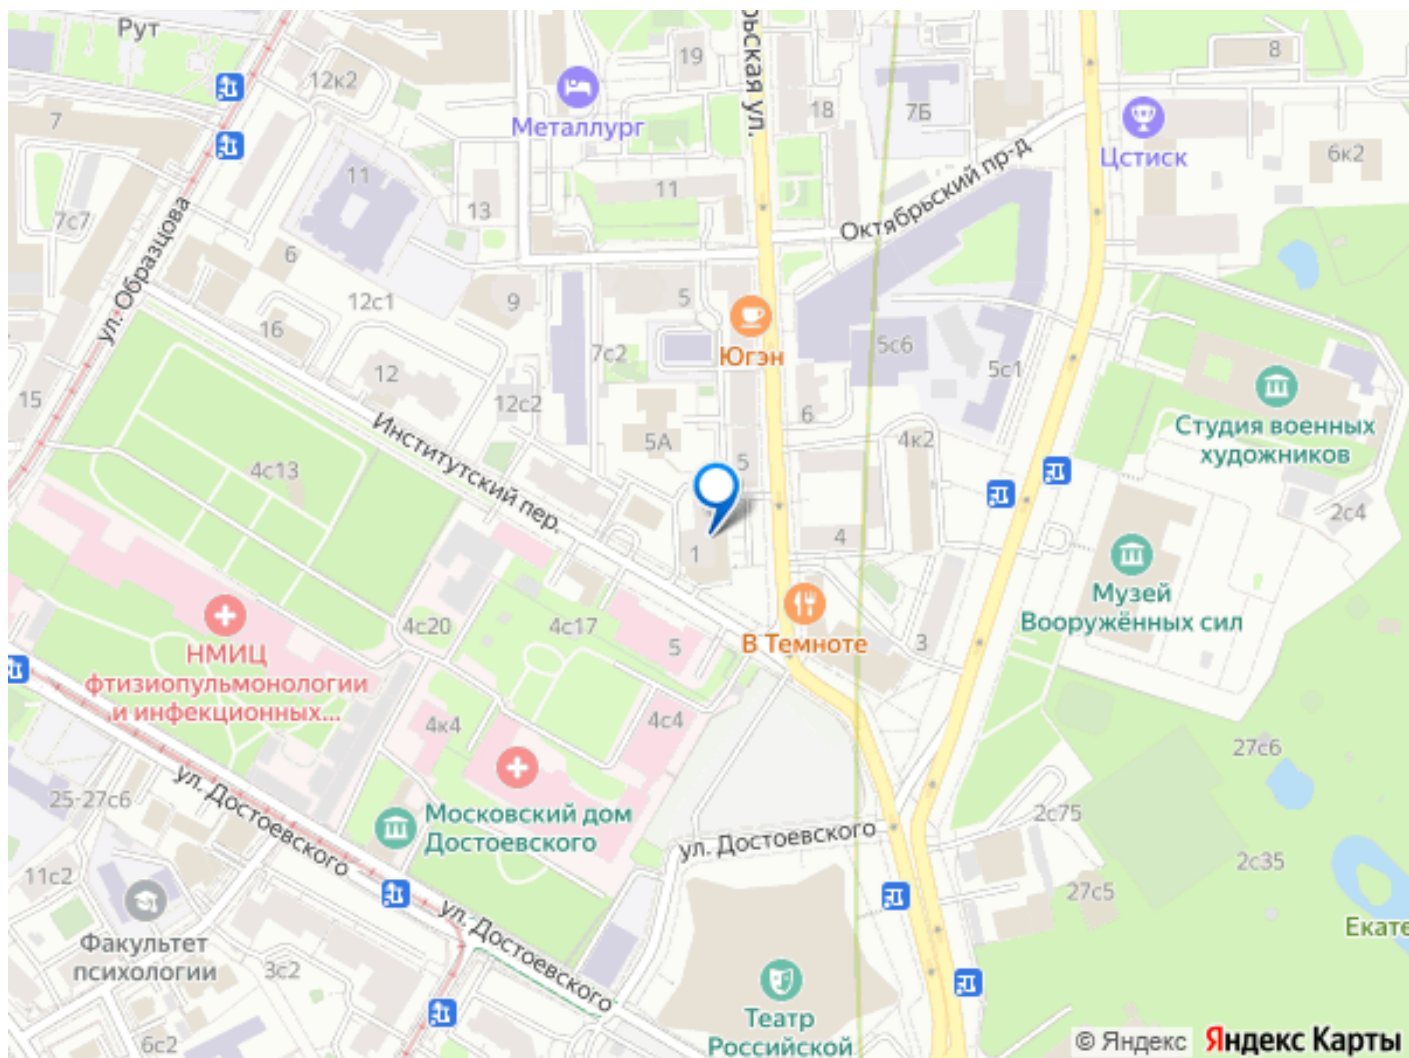 Рут
12к2
19
8
7
Металлург
18
7Б
Цстиск
6к2
11
11
13
Октябрьский пр-д
7с7
ул. Образцова
6
12с1
9
5
16
Югэн
7с2
5с6
5с1
15
12
12с2
6
Студия военных
художников
5А
4к2
5
Институтский пер.
4с13
2с4
1
4
Музей
Вооружённых сил
НМИЦ
фтизиопульмонологии
и инфекционных...
4с20
4с17
5
В Темноте
3
4к4
4с4
27с6
ул. Достоевского
25-27с6
Московский дом
Достоевского
ул. Достоевского
2с75
2с35
11с2
27с5
Факультет
психологии
ул. Достоевского
Екате
3с2
6с2
Театр
Российской
© Яндекс Яндекс Карты